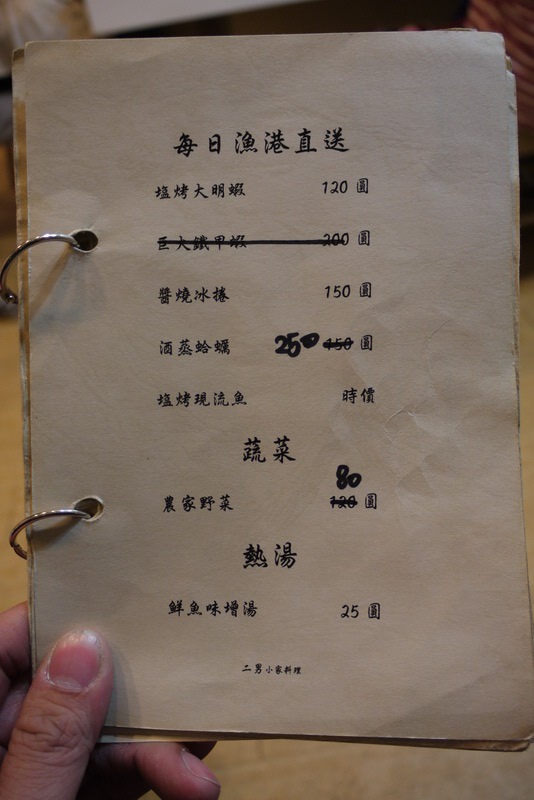 每日漁港直送
塩烤大明蝦 120 圓
巨大鐵甲蝦 200 圓
醬燒冰捲 150 圓
酒蒸蛤蠣 250 150 圓
塩烤現流魚 時價
蔬菜
80
農家野菜 120 圓
熱湯
鮮魚味增湯 25 圓
二男小家料理